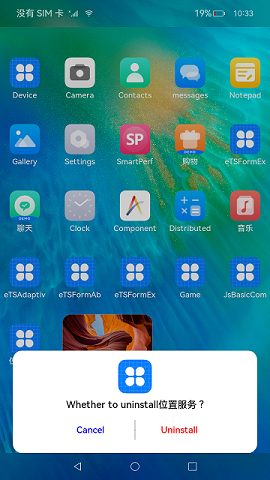 没有 SIM 卡 19% 10:33
Device Camera Contacts messages Notepad
Gallery Settings SmartPerf 购物 eTSFormEx
聊天 Clock Component Distributed 音乐
eTSAdaptiv eTSFormAb eTSFormEx Game JsBasicCom
Whether to uninstall位置服务？
Cancel Uninstall